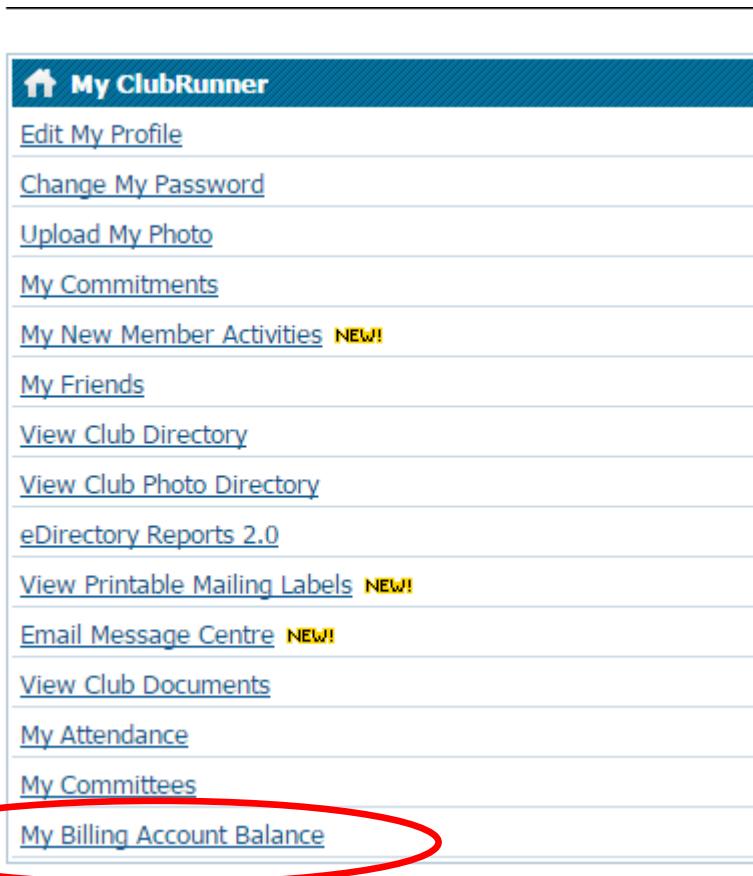 My ClubRunner
Edit My Profile
Change My Password
Upload My Photo
My Commitments
My New Member Activities NEW!
My Friends
View Club Directory
View Club Photo Directory
eDirectory Reports 2.0
View Printable Mailing Labels NEW!
Email Message Centre NEW!
View Club Documents
My Attendance
My Committees
My Billing Account Balance